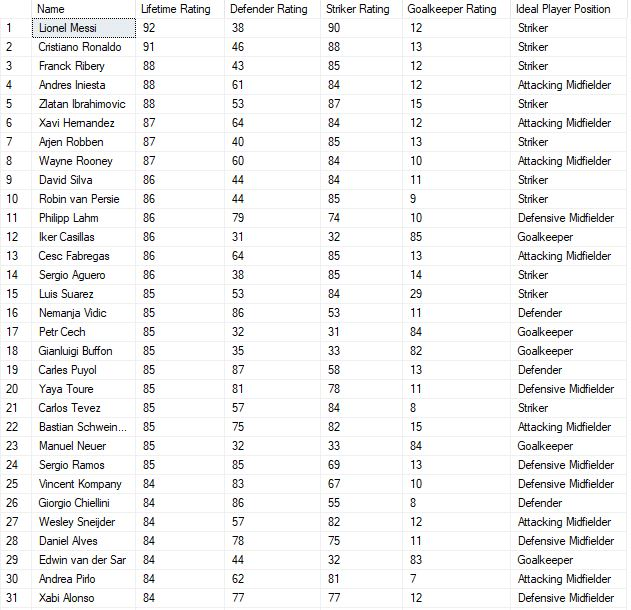 Name Lifetime Rating Defender Rating Striker Rating Goalkeeper Rating Ideal Player Position
1 Lionel Messi 92 38 90 12 Striker
2 Cristiano Ronaldo 91 46 88 13 Striker
3 Franck Ribery 88 43 85 12 Striker
4 Andres Iniesta 88 61 84 12 Attacking Midfielder
5 Zlatan Ibrahimovic 88 53 87 15 Striker
6 Xavi Hernandez 87 64 84 12 Attacking Midfielder
7 Arjen Robben 87 40 85 13 Striker
8 Wayne Rooney 87 60 84 10 Attacking Midfielder
9 David Silva 86 44 84 11 Striker
10 Robin van Persie 86 44 85 9 Striker
11 Philipp Lahm 86 79 74 10 Defensive Midfielder
12 Iker Casillas 86 31 32 85 Goalkeeper
13 Cesc Fabregas 86 64 85 13 Attacking Midfielder
14 Sergio Aguero 86 38 85 14 Striker
15 Luis Suarez 85 53 84 29 Striker
16 Nemanja Vidic 85 86 53 11 Defender
17 Petr Cech 85 32 31 84 Goalkeeper
18 Gianluigi Buffon 85 35 33 82 Goalkeeper
19 Carles Puyol 85 87 58 13 Defender
20 Yaya Toure 85 81 78 11 Defensive Midfielder
21 Carlos Tevez 85 57 84 8 Striker
22 Bastian Schwein... 85 75 82 15 Attacking Midfielder
23 Manuel Neuer 85 32 33 84 Goalkeeper
24 Sergio Ramos 85 85 69 13 Defensive Midfielder
25 Vincent Kompany 84 83 67 10 Defensive Midfielder
26 Giorgio Chiellini 84 86 55 8 Defender
27 Wesley Sneijder 84 57 82 12 Attacking Midfielder
28 Daniel Alves 84 78 75 11 Defensive Midfielder
29 Edwin van der Sar 84 44 32 83 Goalkeeper
30 Andrea Pirlo 84 62 81 7 Attacking Midfielder
31 Xabi Alonso 84 77 77 12 Defensive Midfielder